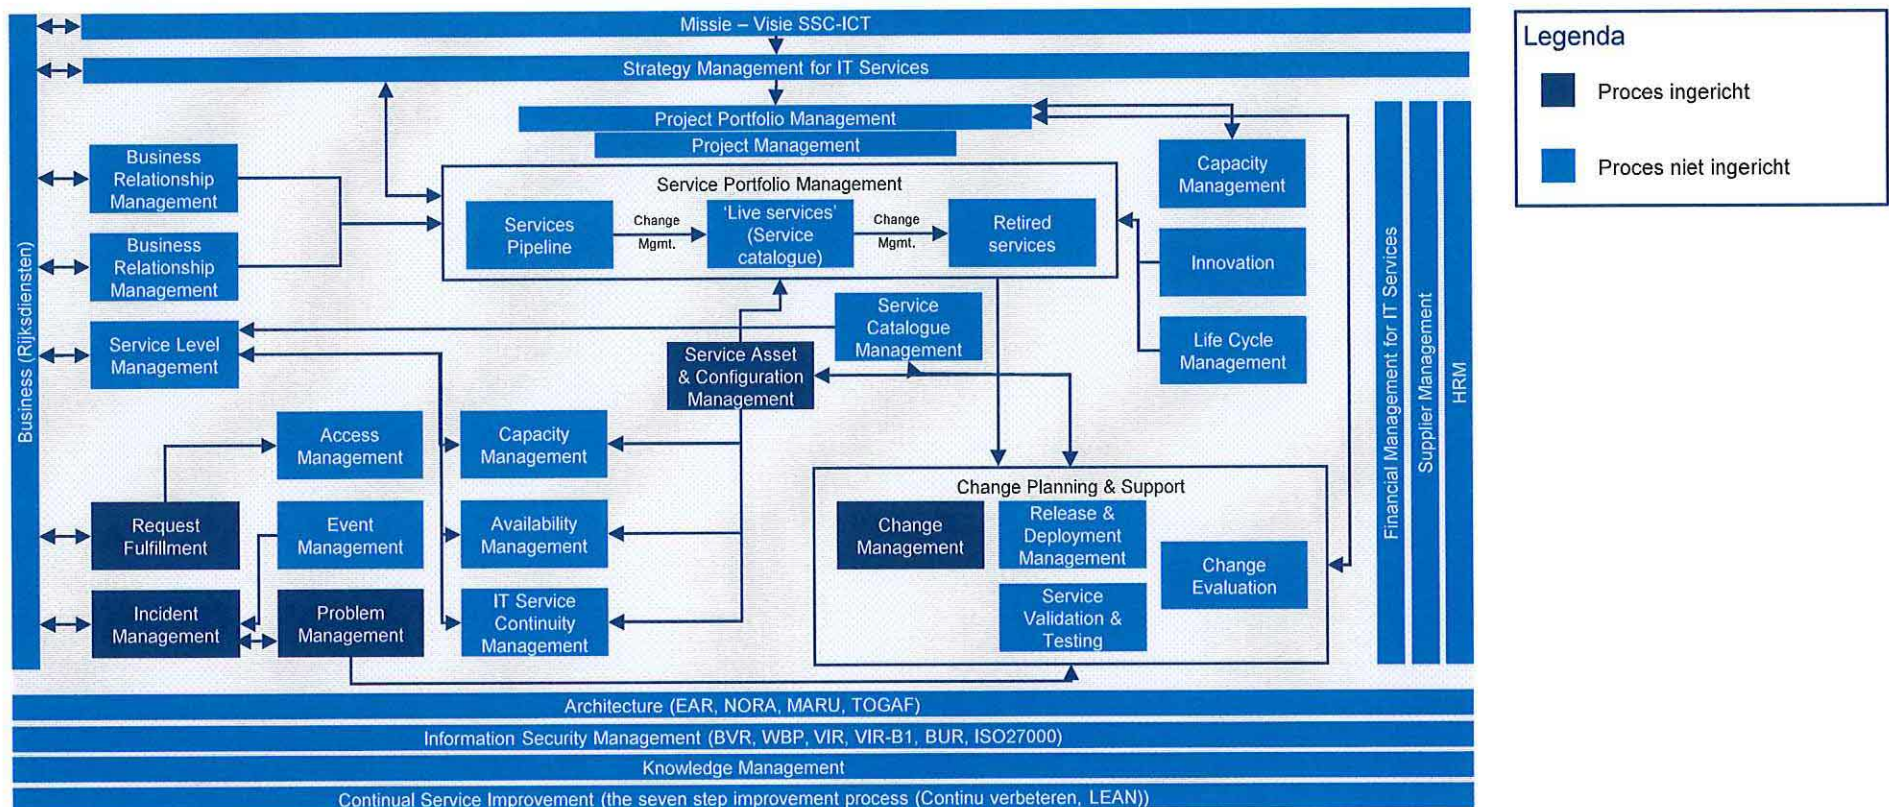 Missie – Visie SSC-ICT
Strategy Management for IT Services
Project Portfolio Management
Project Management
Business (Rijksdiensten)
Business
Relationship
Management
Business
Relationship
Management
Service Level
Management
Service Portfolio Management
Services
Pipeline
Change
Mgmt.
'Live services'
(Service
catalogue)
Change
Mgmt.
Retired
services
Capacity
Management
Innovation
Life Cycle
Management
Service
Catalogue
Management
Service Asset
& Configuration
Management
Access
Management
Capacity
Management
Request
Fulfillment
Event
Management
Availability
Management
Incident
Management
Problem
Management
IT Service
Continuity
Management
Change Planning & Support
Change
Management
Release &
Deployment
Management
Service
Validation &
Testing
Change
Evaluation
Financial Management for IT Services
Supplier Management
HRM
Architecture (EAR, NORA, MARU, TOGAF)
Information Security Management (BVR, WBP, VIR, VIR-B1, BUR, ISO27000)
Knowledge Management
Continual Service Improvement (the seven step improvement process (Continu verbeteren, LEAN))
Legenda
Proces ingericht
Proces niet ingericht